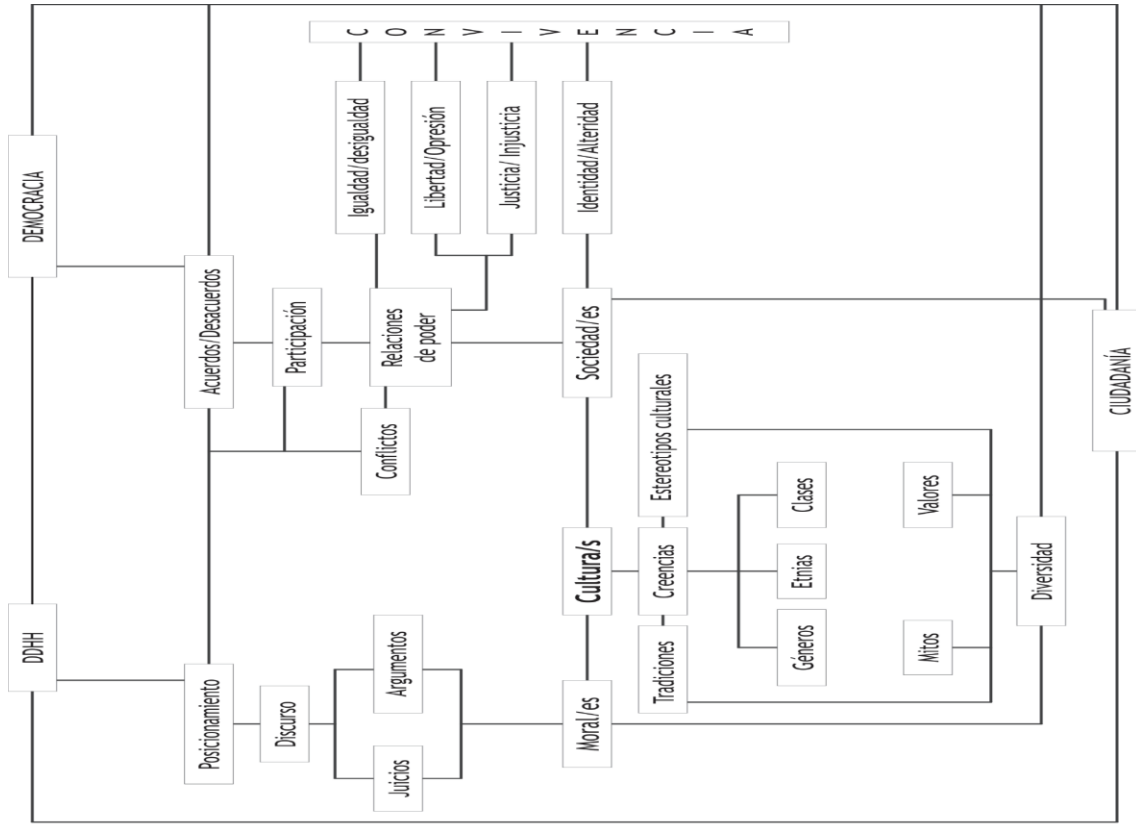 DDHH
DEMOCRACIA
Posicionamiento
Acuerdos/Desacuerdos
Discurso
Participación
Juicios
Argumentos
Conflictos
Relaciones
de poder
Igualdad/desigualdad
Libertad/Opresión
Justicia/ Injusticia
Identidad/Alteridad
C O N V I V E N C I A
Moral/es
Cultura/s
Sociedad/es
Tradiciones
Creencias
Estereotipos culturales
Géneros
Etnias
Clases
Mitos
Valores
Diversidad
CIUDADANÍA